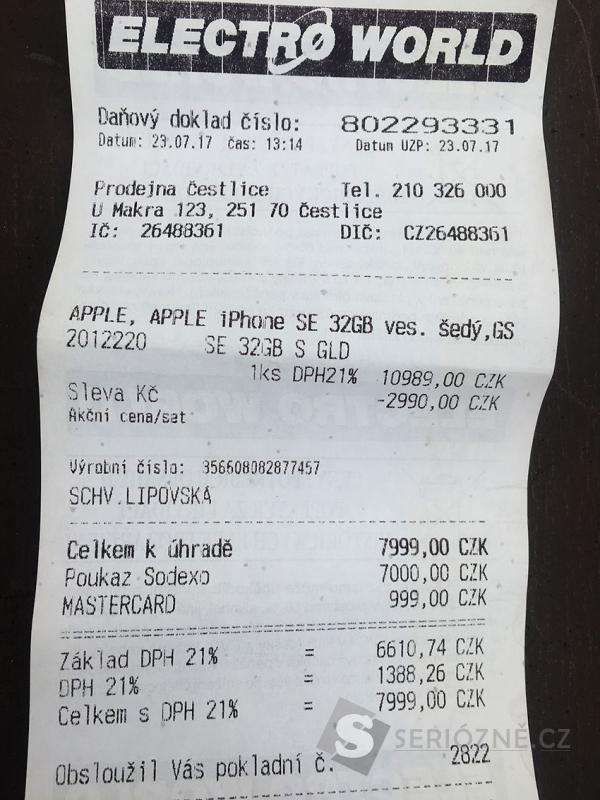 ELECTRO WORLD
Daňový doklad číslo: 802293331
Datum: 23.07.17 čas: 13:14 Datum UZP: 23.07.17
Prodejna Čestlice Tel. 210 326 000
U Makra 123, 251 70 Čestlice
IČ: 26488361 DIČ: CZ26488361
APPLE, APPLE iPhone SE 32GB ves. šedý,GS
2012220 SE 32GB S GLD
1ks DPH21% 10989,00 CZK
Sleva Kč -2990,00 CZK
Akční cena/set
Výrobní číslo: 356608082877457
SCHV.LIPOVSKÁ
Celkem k úhradě 7999,00 CZK
Poukaz Sodexo 7000,00 CZK
MASTERCARD 999,00 CZK
Základ DPH 21% = 6610,74 CZK
DPH 21% = 1388,26 CZK
Celkem s DPH 21% = 7999,00 CZK
Obsloužil Vás pokladní č. 2822
S SERIÓZNĚ.CZ